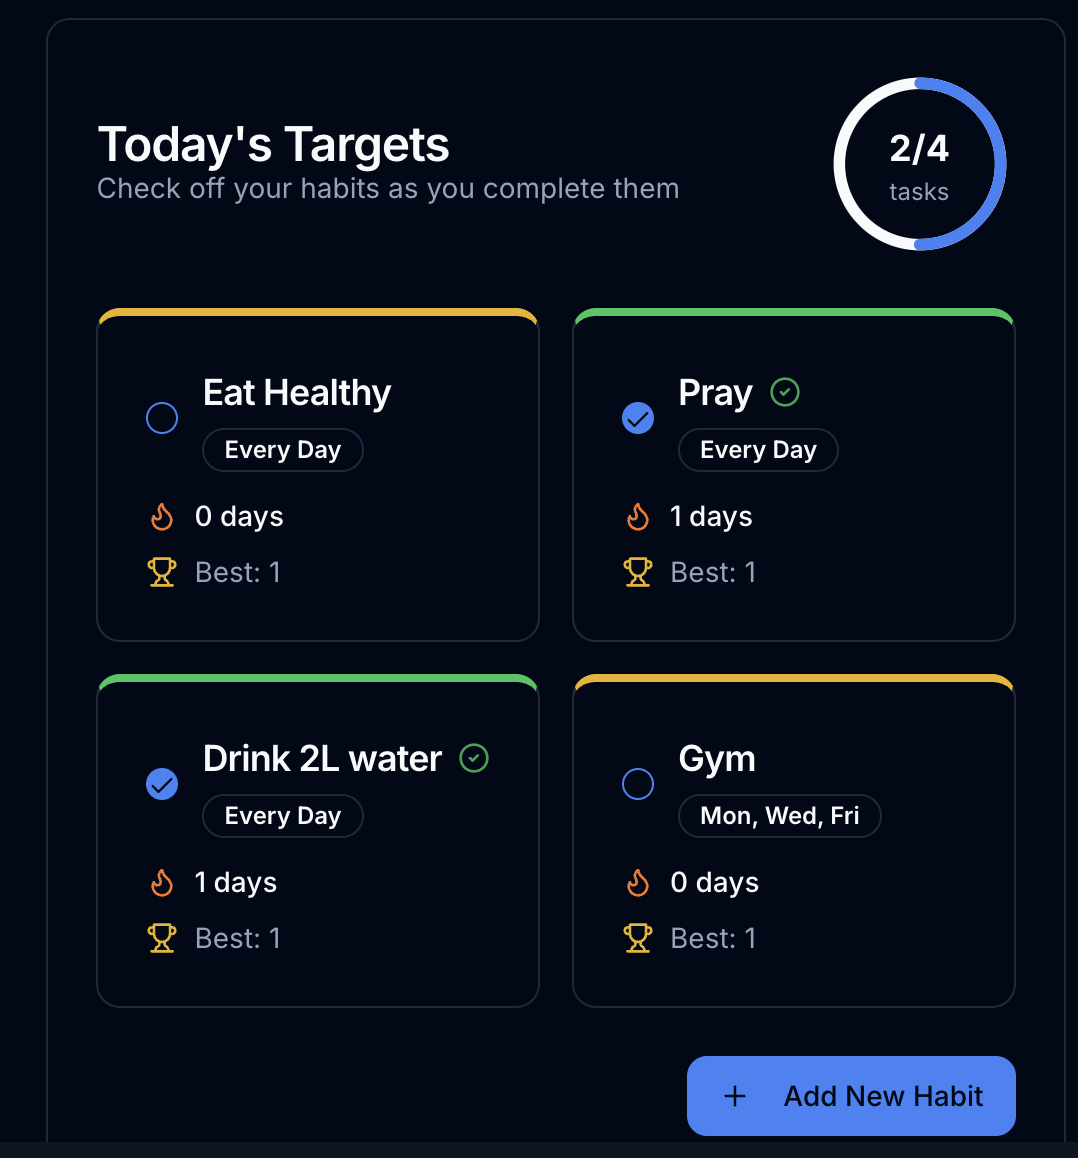 Today's Targets
Check off your habits as you complete them
2/4
tasks
Eat Healthy
Every Day
0 days
Best: 1
Pray
Every Day
1 days
Best: 1
Drink 2L water
Every Day
1 days
Best: 1
Gym
Mon, Wed, Fri
0 days
Best: 1
+ Add New Habit